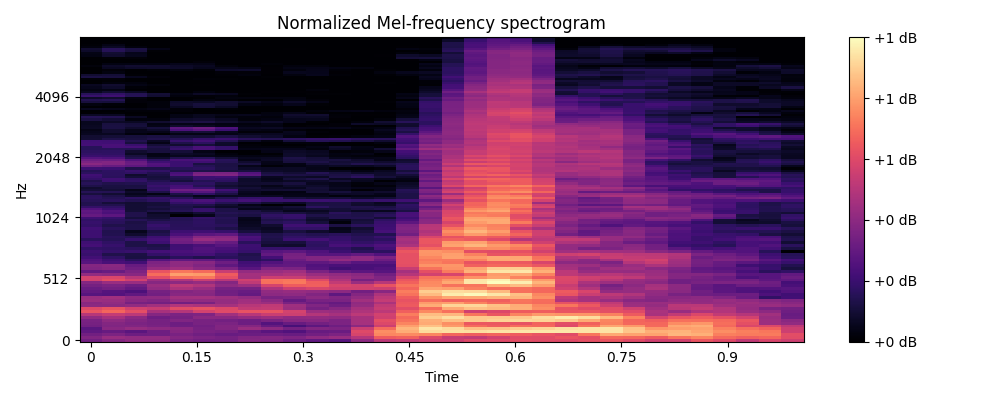 Normalized Mel-frequency spectrogram
Hz
4096
2048
1024
512
0
0 0.15 0.3 0.45 0.6 0.75 0.9
Time
+1 dB
+1 dB
+1 dB
+0 dB
+0 dB
+0 dB